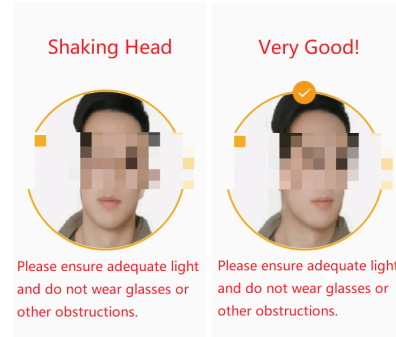 Shaking Head
Please ensure adequate light
and do not wear glasses or
other obstructions.
Very Good!
Please ensure adequate light
and do not wear glasses or
other obstructions.